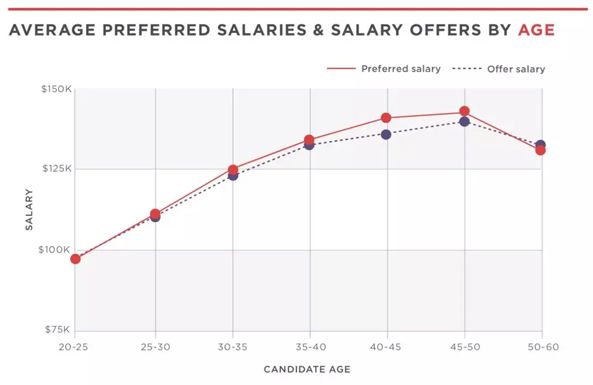 AVERAGE PREFERRED SALARIES & SALARY OFFERS BY AGE
Preferred salary Offer salary
$150K
$125K
$100K
$75K
SALARY
20-25 25-30 30-35 35-40 40-45 45-50 50-60
CANDIDATE AGE